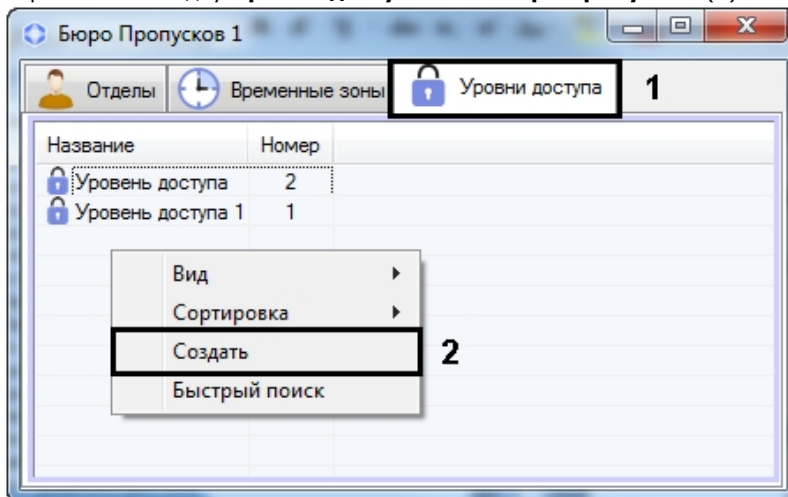 Бюро Пропусков 1
Отделы Временные зоны Уровни доступа 1
Название Номер
Уровень доступа 2
Уровень доступа 1 1
Вид
Сортировка
Создать 2
Быстрый поиск